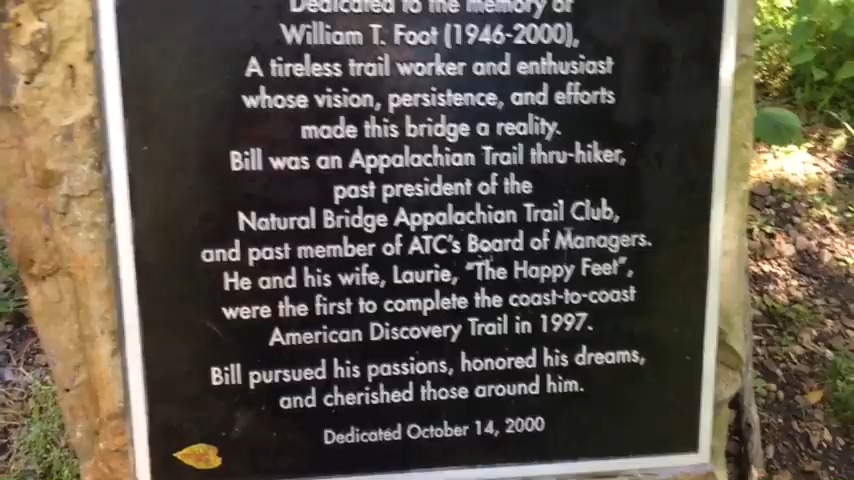 Dedicated to the memory of
William T. Foot (1946-2000),
A tireless trail worker and enthusiast
whose vision, persistence, and efforts
made this bridge a reality.
Bill was an Appalachian Trail thru-hiker,
past president of the
Natural Bridge Appalachian Trail Club,
and past member of ATC's Board of Managers.
He and his wife, Laurie, "The Happy Feet",
were the first to complete the coast-to-coast
American Discovery Trail in 1997.
Bill pursued his passions, honored his dreams,
and cherished those around him.
Dedicated October 14, 2000